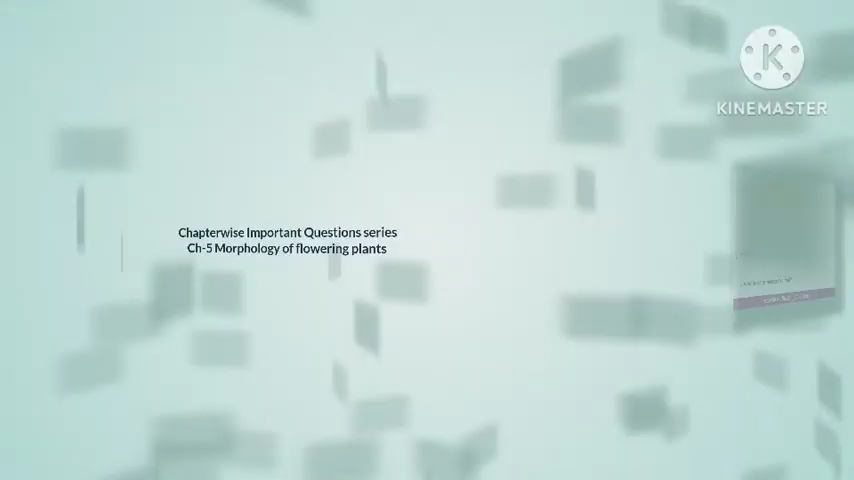 KINEMASTER
Chapterwise Important Questions series
Ch-5 Morphology of flowering plants